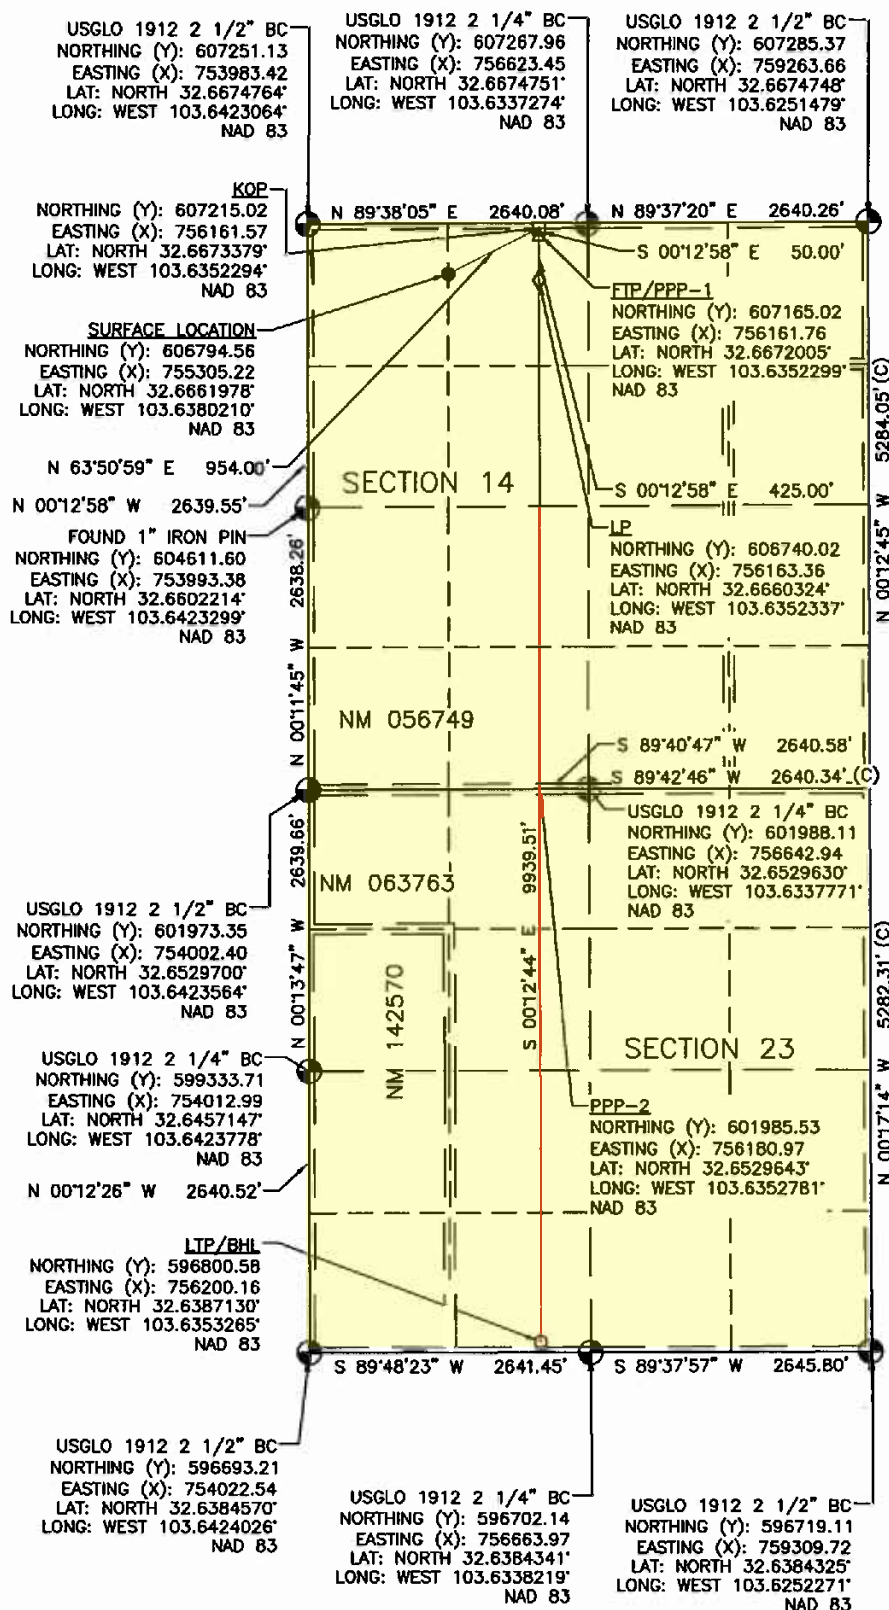 USGLO 1912 2 1/2" BC
NORTHING (Y): 607251.13
EASTING (X): 753983.42
LAT: NORTH 32.6674764°
LONG: WEST 103.6423064°
NAD 83
USGLO 1912 2 1/4" BC
NORTHING (Y): 607267.96
EASTING (X): 756623.45
LAT: NORTH 32.6674751°
LONG: WEST 103.6337274°
NAD 83
USGLO 1912 2 1/2" BC
NORTHING (Y): 607285.37
EASTING (X): 759263.66
LAT: NORTH 32.6674748°
LONG: WEST 103.6251479°
NAD 83
KOP
NORTHING (Y): 607215.02
EASTING (X): 756161.57
LAT: NORTH 32.6673379°
LONG: WEST 103.6352294°
NAD 83
N 89°38'05" E 2640.08'
N 89°37'20" E 2640.26'
S 00°12'58" E 50.00'
FTP/PPP-1
NORTHING (Y): 607165.02
EASTING (X): 756161.76
LAT: NORTH 32.6672005°
LONG: WEST 103.6352299°
NAD 83
SURFACE LOCATION
NORTHING (Y): 606794.56
EASTING (X): 755305.22
LAT: NORTH 32.6661978°
LONG: WEST 103.6380210°
NAD 83
N 63°50'59" E 954.00'
N 00°12'58" W 2639.55'
SECTION 14
S 00°12'58" E 425.00'
N 00°12'45" W 5284.05' (C)
FOUND 1" IRON PIN
NORTHING (Y): 604611.60
EASTING (X): 753993.38
LAT: NORTH 32.6602214°
LONG: WEST 103.6423299°
NAD 83
LP
NORTHING (Y): 606740.02
EASTING (X): 756163.36
LAT: NORTH 32.6660324°
LONG: WEST 103.6352337°
NAD 83
N 00°11'45" W 2638.26'
NM 056749
S 89°40'47" W 2640.58'
S 89°42'46" W 2640.34' (C)
USGLO 1912 2 1/4" BC
NORTHING (Y): 601988.11
EASTING (X): 756642.94
LAT: NORTH 32.6529630°
LONG: WEST 103.6337771°
NAD 83
NM 063763
USGLO 1912 2 1/2" BC
NORTHING (Y): 601973.35
EASTING (X): 754002.40
LAT: NORTH 32.6529700°
LONG: WEST 103.6423564°
NAD 83
N 00°13'47" W 2639.66'
NM 142570
S 00°12'44" E 9939.51'
SECTION 23
N 00°17'14" W 5282.31' (C)
USGLO 1912 2 1/4" BC
NORTHING (Y): 599333.71
EASTING (X): 754012.99
LAT: NORTH 32.6457147°
LONG: WEST 103.6423778°
NAD 83
N 00°12'26" W 2640.52'
PPP-2
NORTHING (Y): 601985.53
EASTING (X): 756180.97
LAT: NORTH 32.6529643°
LONG: WEST 103.6352781°
NAD 83
LTP/BHL
NORTHING (Y): 596800.58
EASTING (X): 756200.16
LAT: NORTH 32.6387130°
LONG: WEST 103.6353265°
NAD 83
S 89°48'23" W 2641.45'
S 89°37'57" W 2645.80'
USGLO 1912 2 1/2" BC
NORTHING (Y): 596693.21
EASTING (X): 754022.54
LAT: NORTH 32.6384570°
LONG: WEST 103.6424026°
NAD 83
USGLO 1912 2 1/4" BC
NORTHING (Y): 596702.14
EASTING (X): 756663.97
LAT: NORTH 32.6384341°
LONG: WEST 103.6338219°
NAD 83
USGLO 1912 2 1/2" BC
NORTHING (Y): 596719.11
EASTING (X): 759309.72
LAT: NORTH 32.6384325°
LONG: WEST 103.6252271°
NAD 83